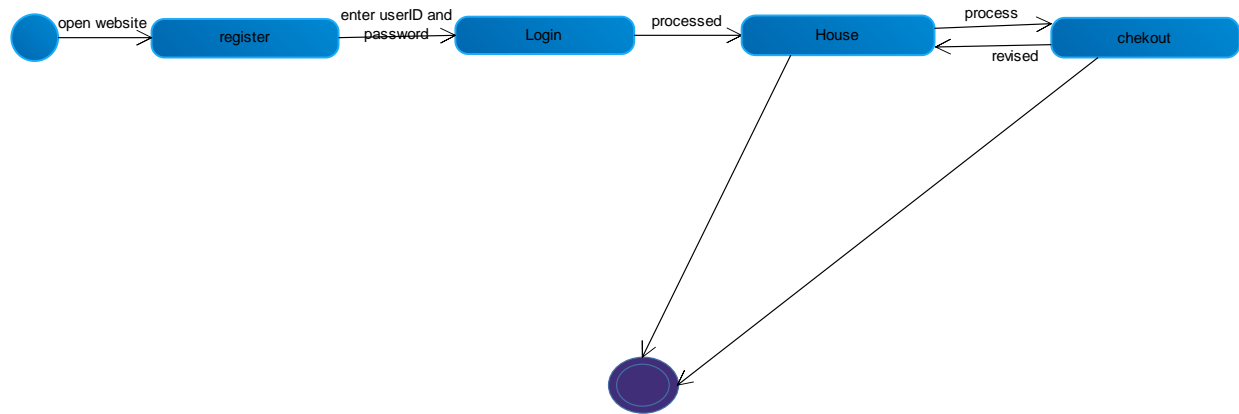 open website
register
enter userID and
password
Login
processed
House
process
revised
chekout